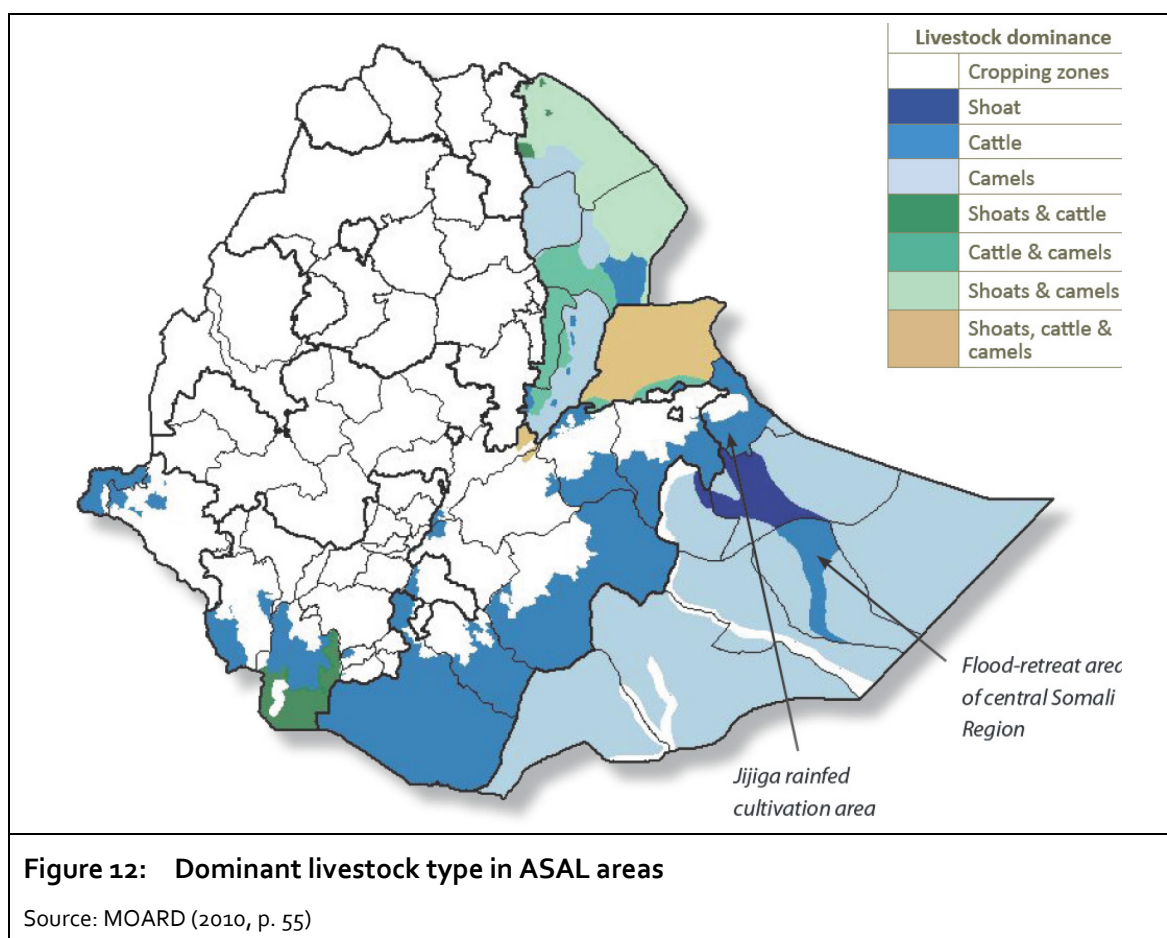 Livestock dominance
Cropping zones
Shoat
Cattle
Camels
Shoats & cattle
Cattle & camels
Shoats & camels
Shoats, cattle &
camels
Flood-retreat area
of central Somali
Region
Jijiga rainfed
cultivation area
Figure 12: Dominant livestock type in ASAL areas
Source: MOARD (2010, p. 55)